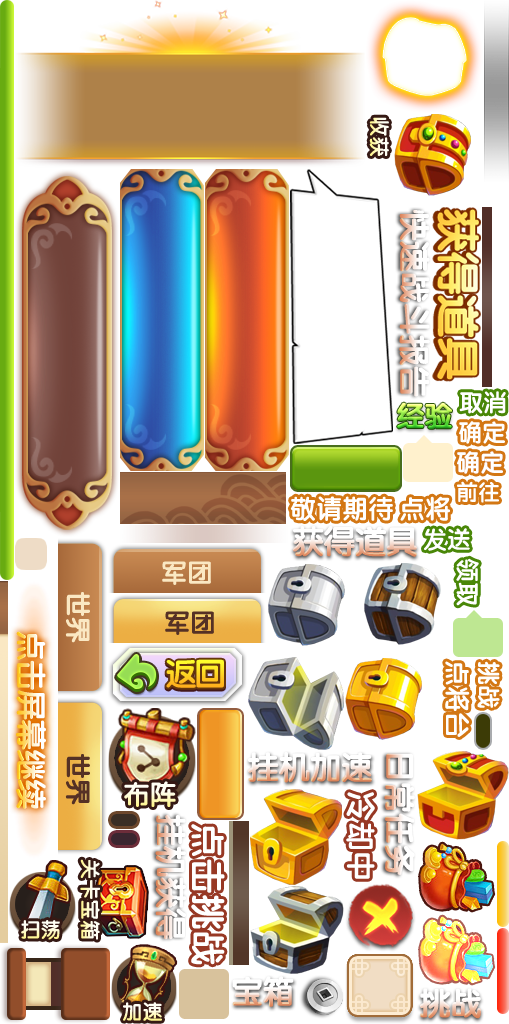 收获
获得道具
快速战斗报告
经验
取消
确定
确定
前往
敬请期待
点将
获得道具
发送
领取
军团
世界
军团
返回
挑战
点将台
点击屏幕继续
世界
布阵
挂机加速
日常任务
冷却中
挂机获得
点击挑战
关卡宝箱
扫荡
加速
宝箱
挑战